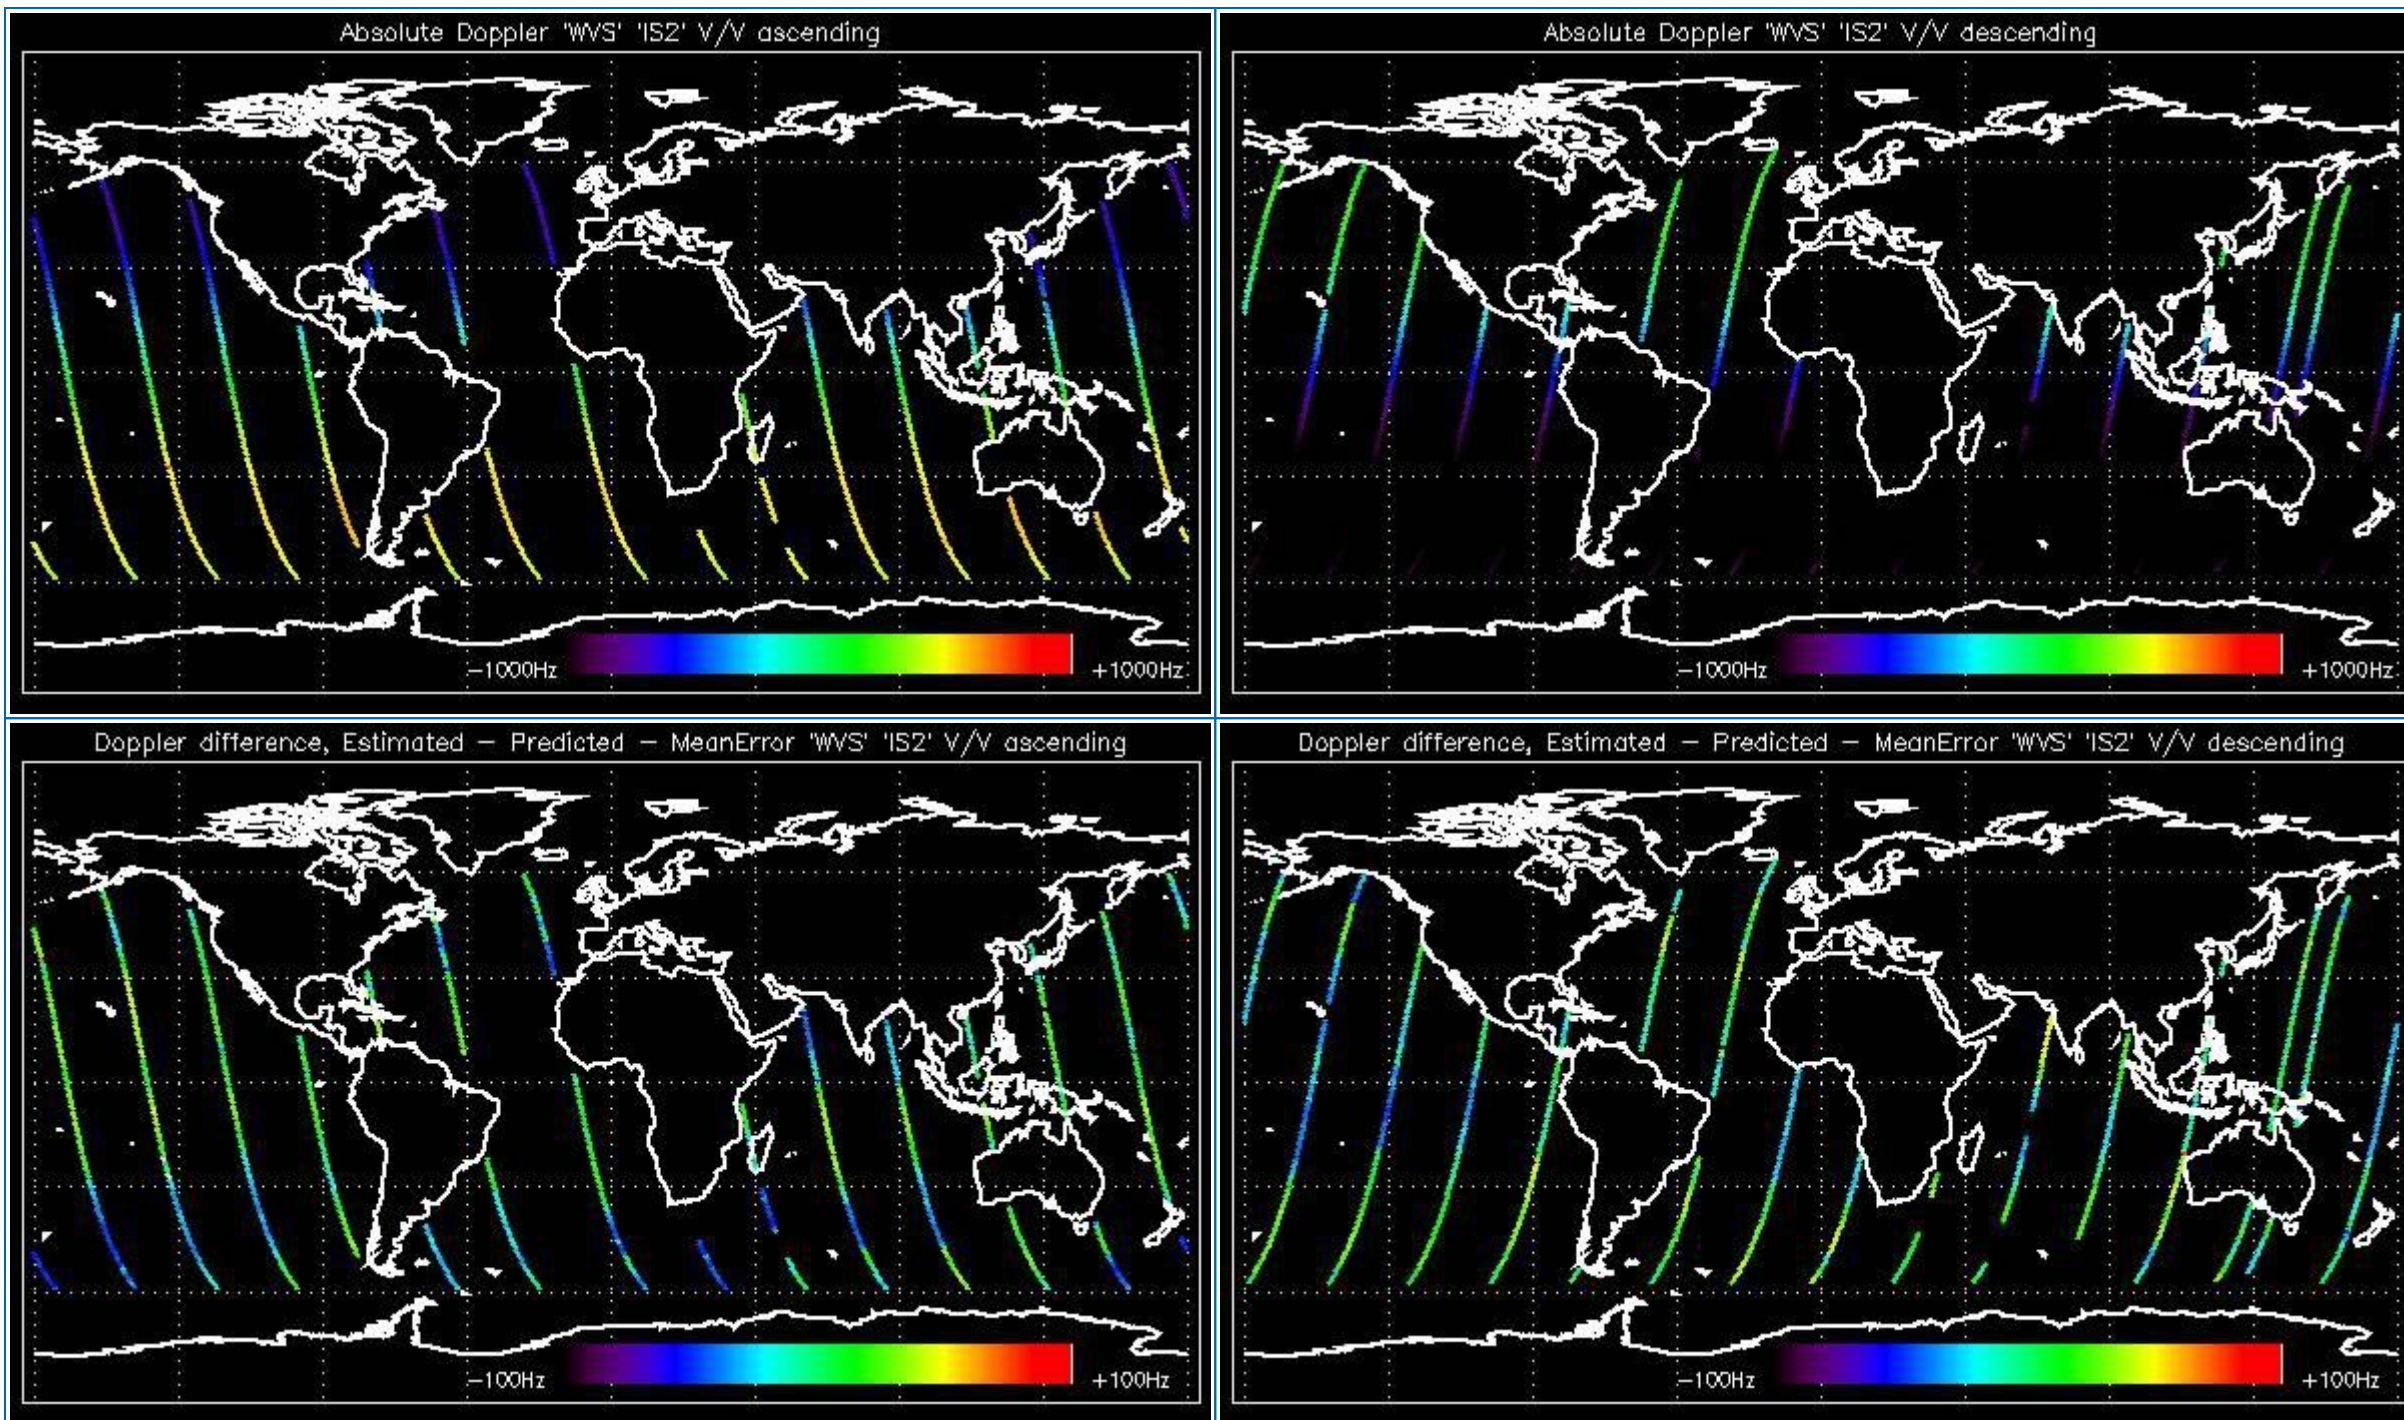 Absolute Doppler 'WVS' 'IS2' V/V ascending
Absolute Doppler 'WVS' 'IS2' V/V descending
−1000Hz
+1000Hz
−1000Hz
+1000Hz
Doppler difference, Estimated − Predicted − MeanError 'WVS' 'IS2' V/V ascending
Doppler difference, Estimated − Predicted − MeanError 'WVS' 'IS2' V/V descending
−100Hz
+100Hz
−100Hz
+100Hz